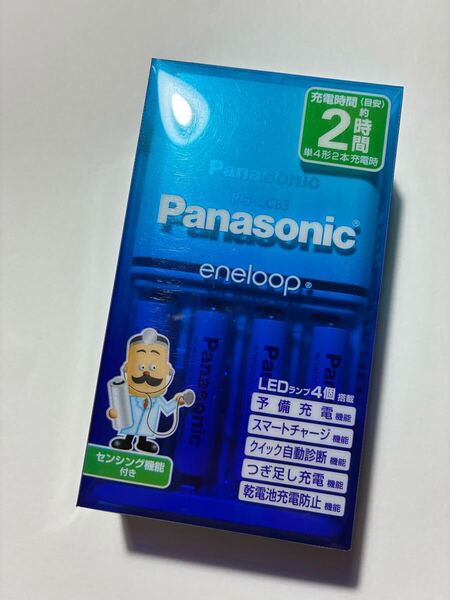 充電時間(目安)
約2時間
単4形2本充電時
Panasonic
Panasonic®
eneloop®
Panasonic
Panasonic
LEDランプ4個搭載
予備充電機能
スマートチャージ機能
クイック自動診断機能
つぎ足し充電機能
乾電池充電防止機能
センシング機能
付き